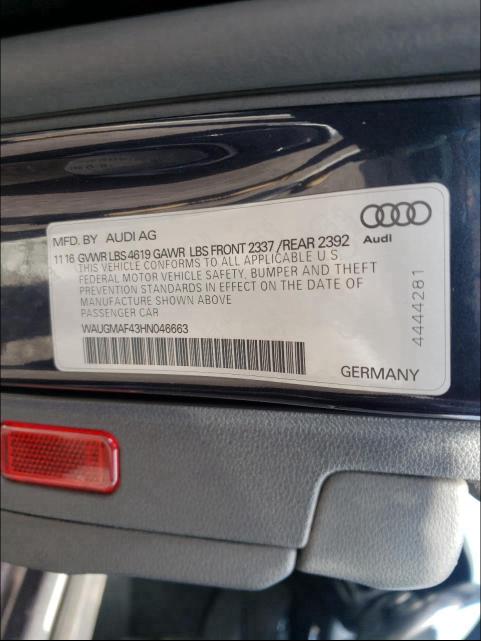 MFD. BY AUDI AG
11 16 GVWR LBS 4619 GAWR LBS FRONT 2337 /REAR 2392
THIS VEHICLE CONFORMS TO ALL APPLICABLE U.S.
FEDERAL MOTOR VEHICLE SAFETY, BUMPER AND THEFT
PREVENTION STANDARDS IN EFFECT ON THE DATE OF
MANUFACTURE SHOWN ABOVE
PASSENGER CAR
WAUGMAF43HN046663
Audi
4444281
GERMANY